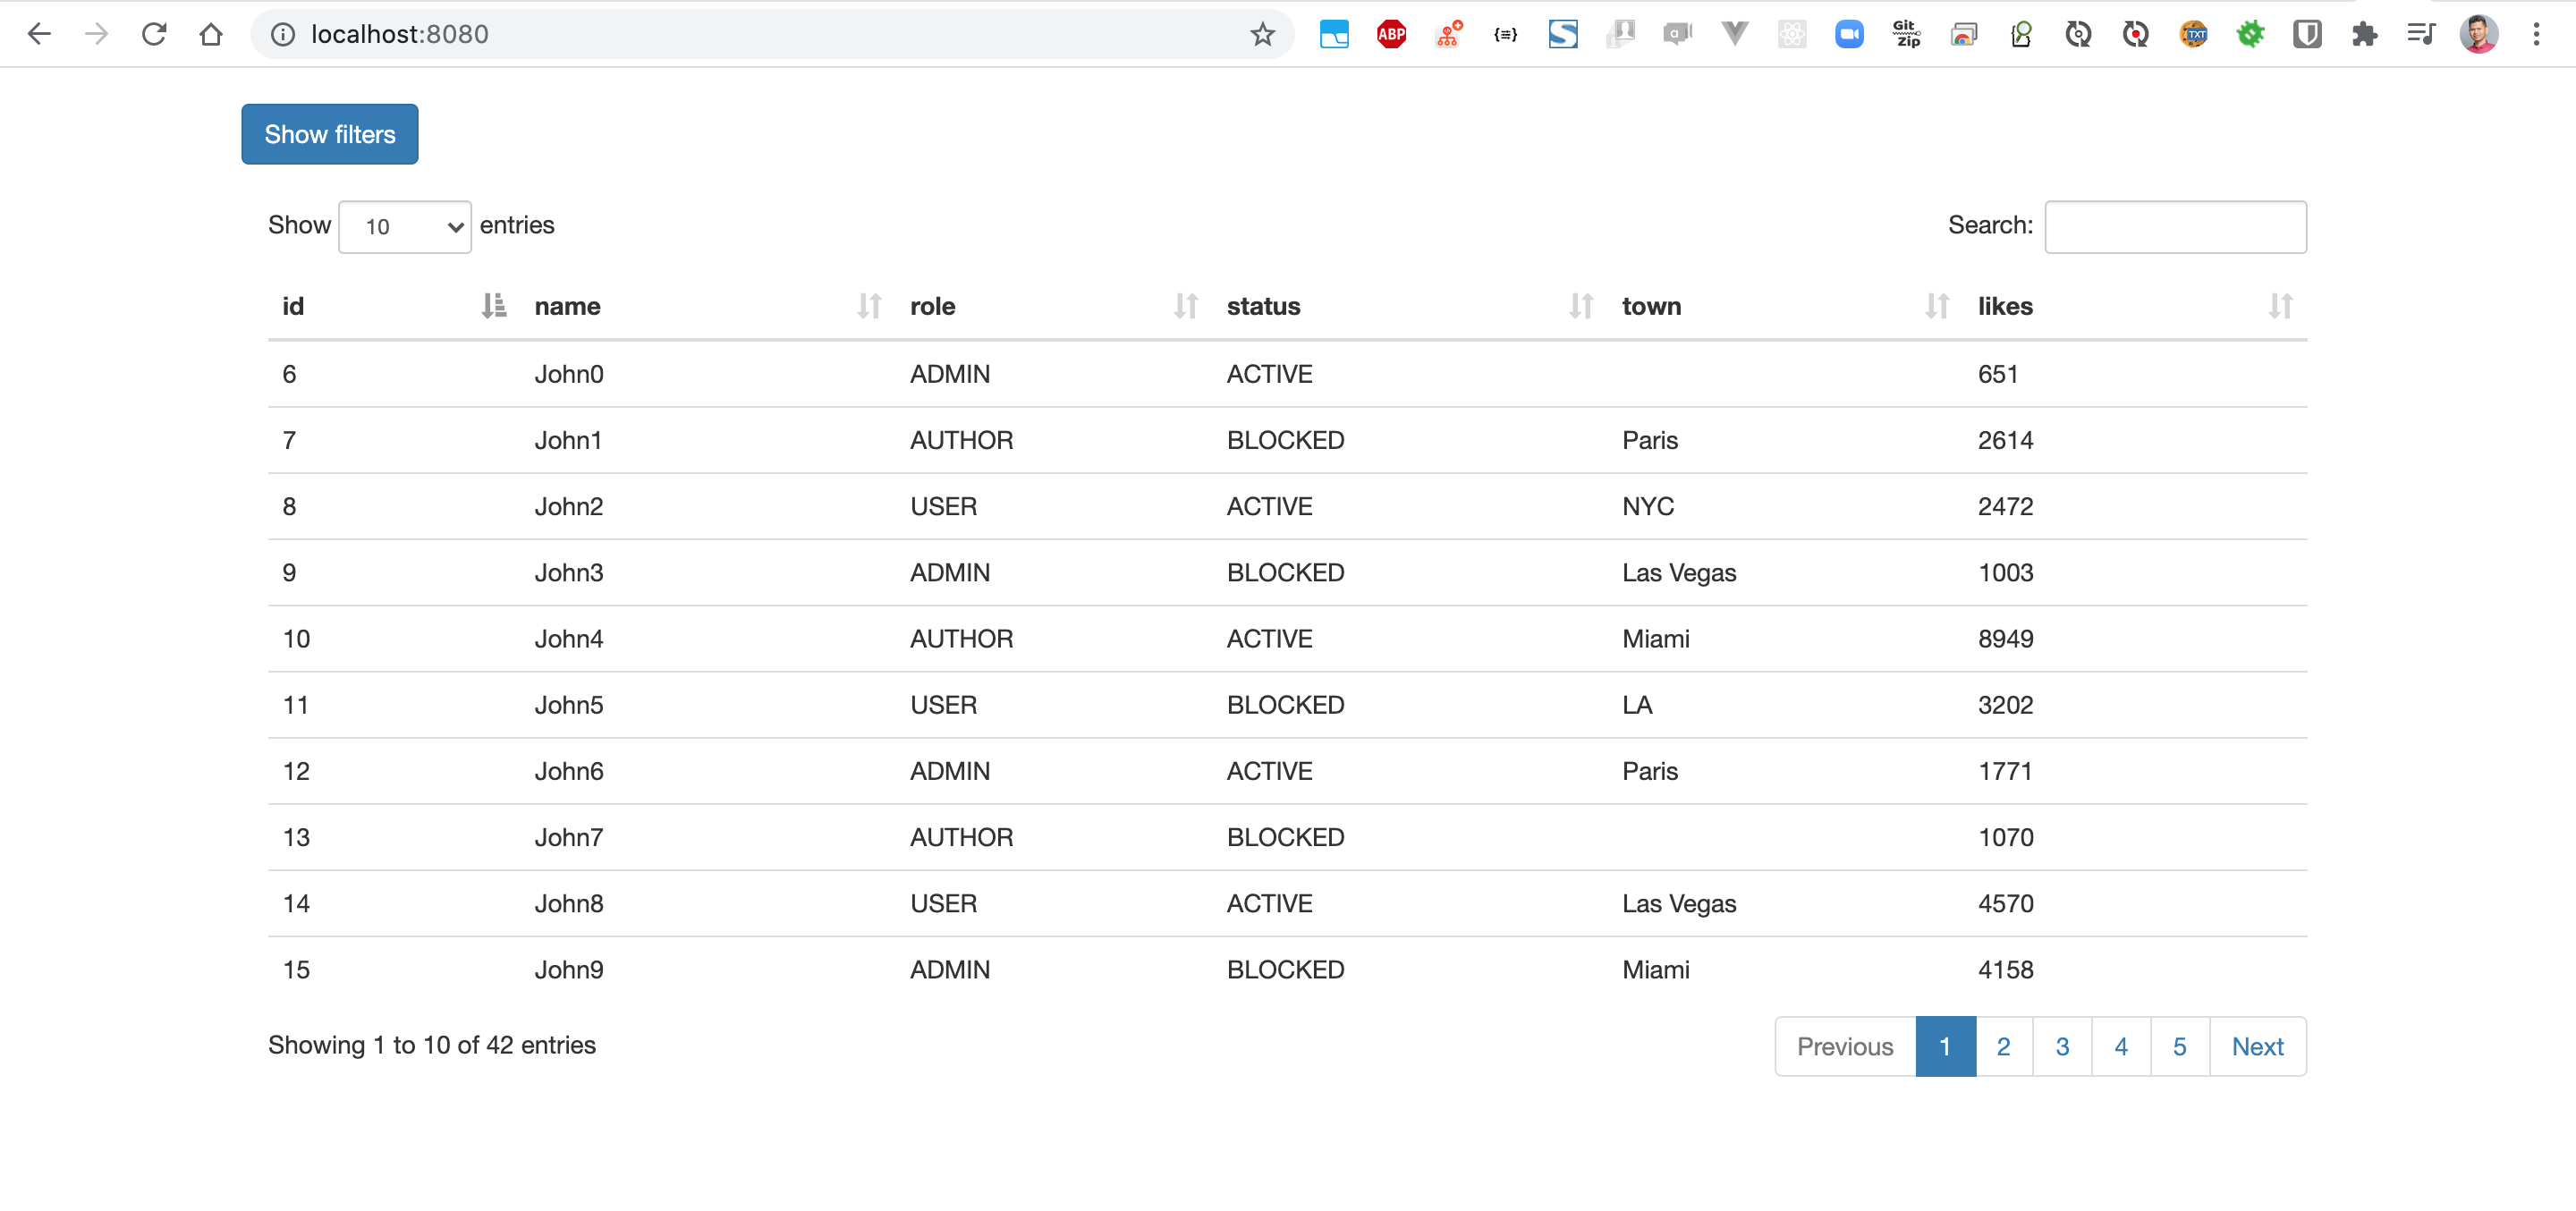 localhost:8080
ABP
Git
Zip
TXT
Show filters
Show 10 entries Search:
id name role status town likes
6 John0 ADMIN ACTIVE 651
7 John1 AUTHOR BLOCKED Paris 2614
8 John2 USER ACTIVE NYC 2472
9 John3 ADMIN BLOCKED Las Vegas 1003
10 John4 AUTHOR ACTIVE Miami 8949
11 John5 USER BLOCKED LA 3202
12 John6 ADMIN ACTIVE Paris 1771
13 John7 AUTHOR BLOCKED 1070
14 John8 USER ACTIVE Las Vegas 4570
15 John9 ADMIN BLOCKED Miami 4158
Showing 1 to 10 of 42 entries Previous 1 2 3 4 5 Next